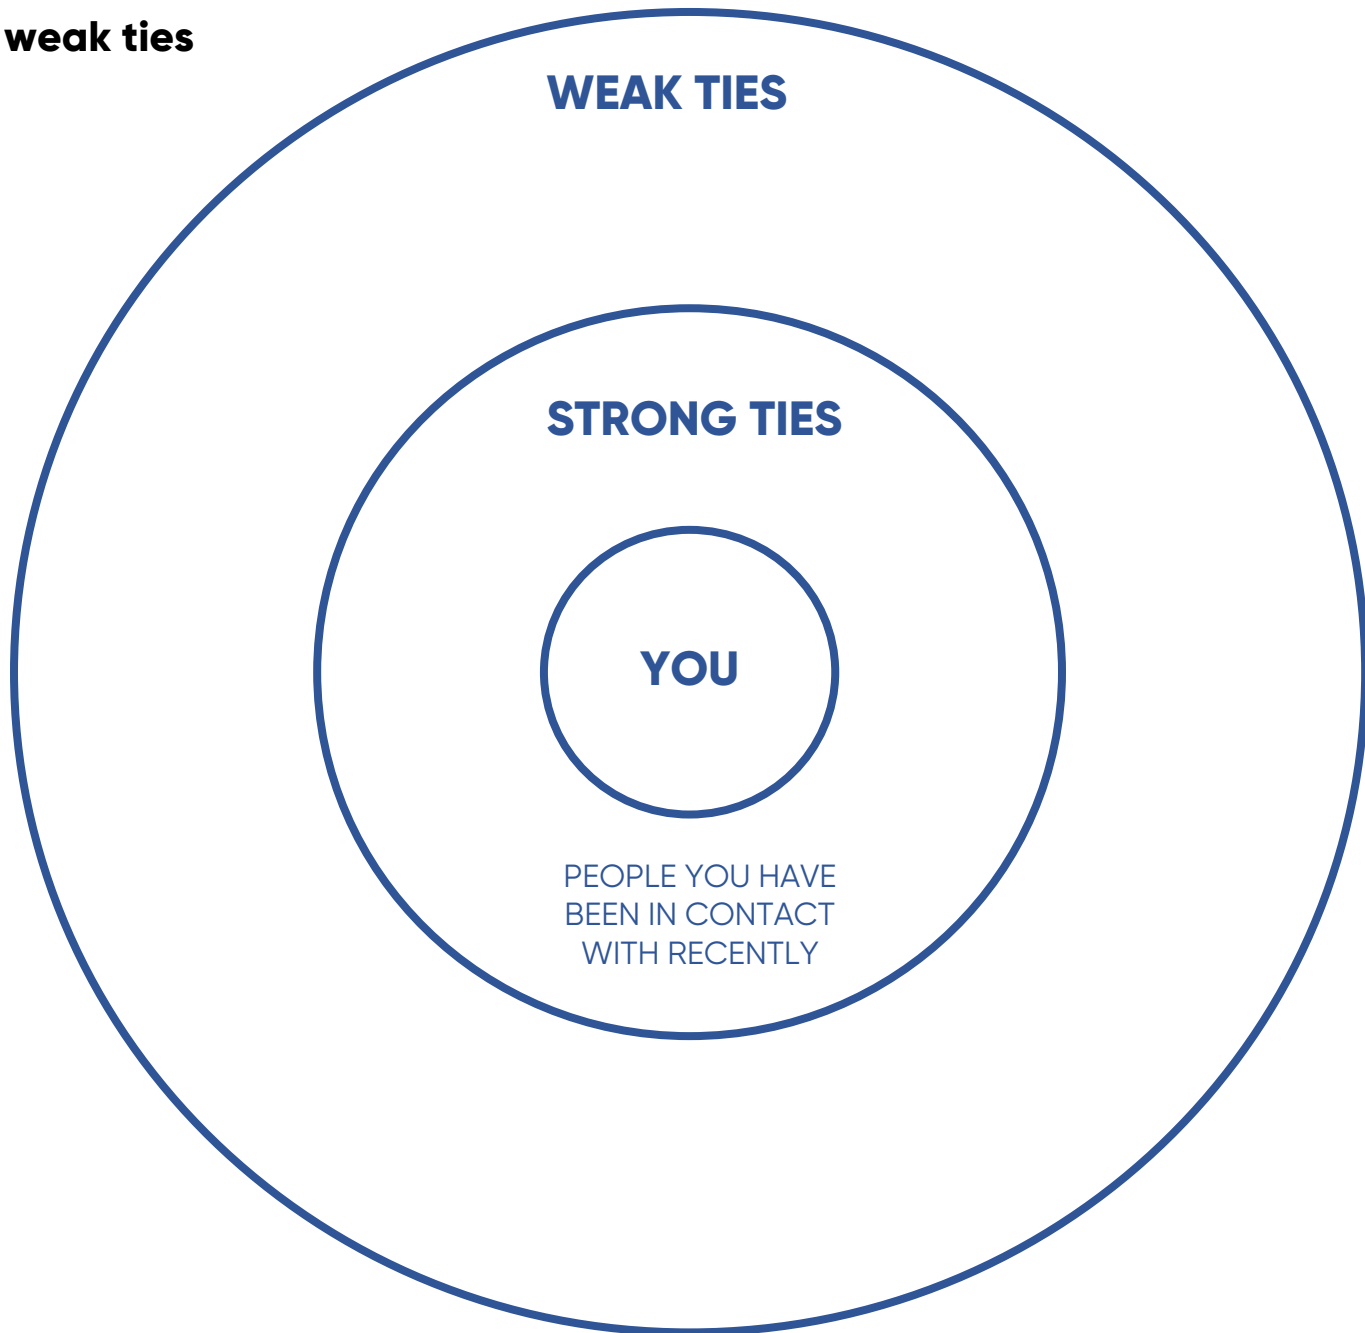 weak ties
WEAK TIES
STRONG TIES
YOU
PEOPLE YOU HAVE
BEEN IN CONTACT
WITH RECENTLY